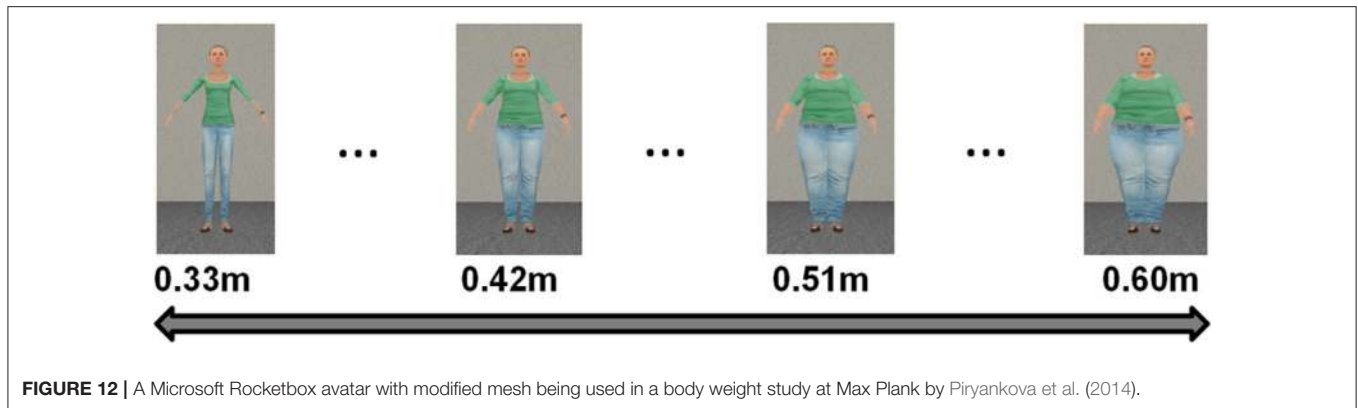 ... ... ...
0.33m 0.42m 0.51m 0.60m
FIGURE 12 | A Microsoft Rocketbox avatar with modified mesh being used in a body weight study at Max Plank by Piryankova et al. (2014).